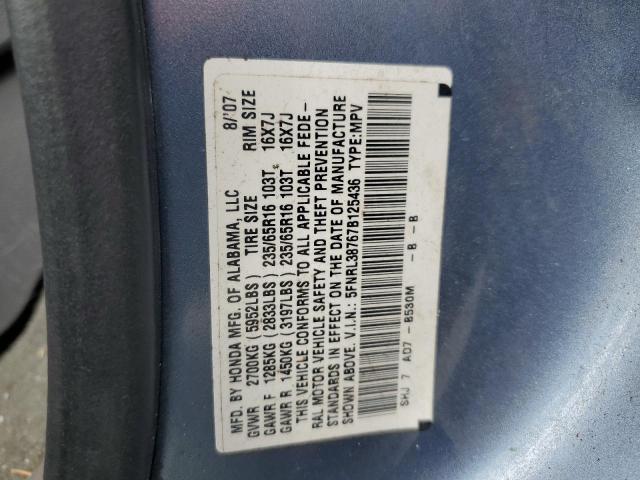 MFD. BY HONDA MFG. OF ALABAMA, LLC 8/'07
GVWR 2700KG (5952LBS) TIRE SIZE RIM SIZE
GAWR F 1285KG (2833LBS) 235/65R16 103T 16X7J
GAWR R 1450KG (3197LBS) 235/65R16 103T 16X7J
THIS VEHICLE CONFORMS TO ALL APPLICABLE FEDE-
RAL MOTOR VEHICLE SAFETY AND THEFT PREVENTION
STANDARDS IN EFFECT ON THE DATE OF MANUFACTURE
SHOWN ABOVE. V.I.N.: 5FNRL38767B125436 TYPE:MPV
SHJ 7 A07 -B530M -B -B